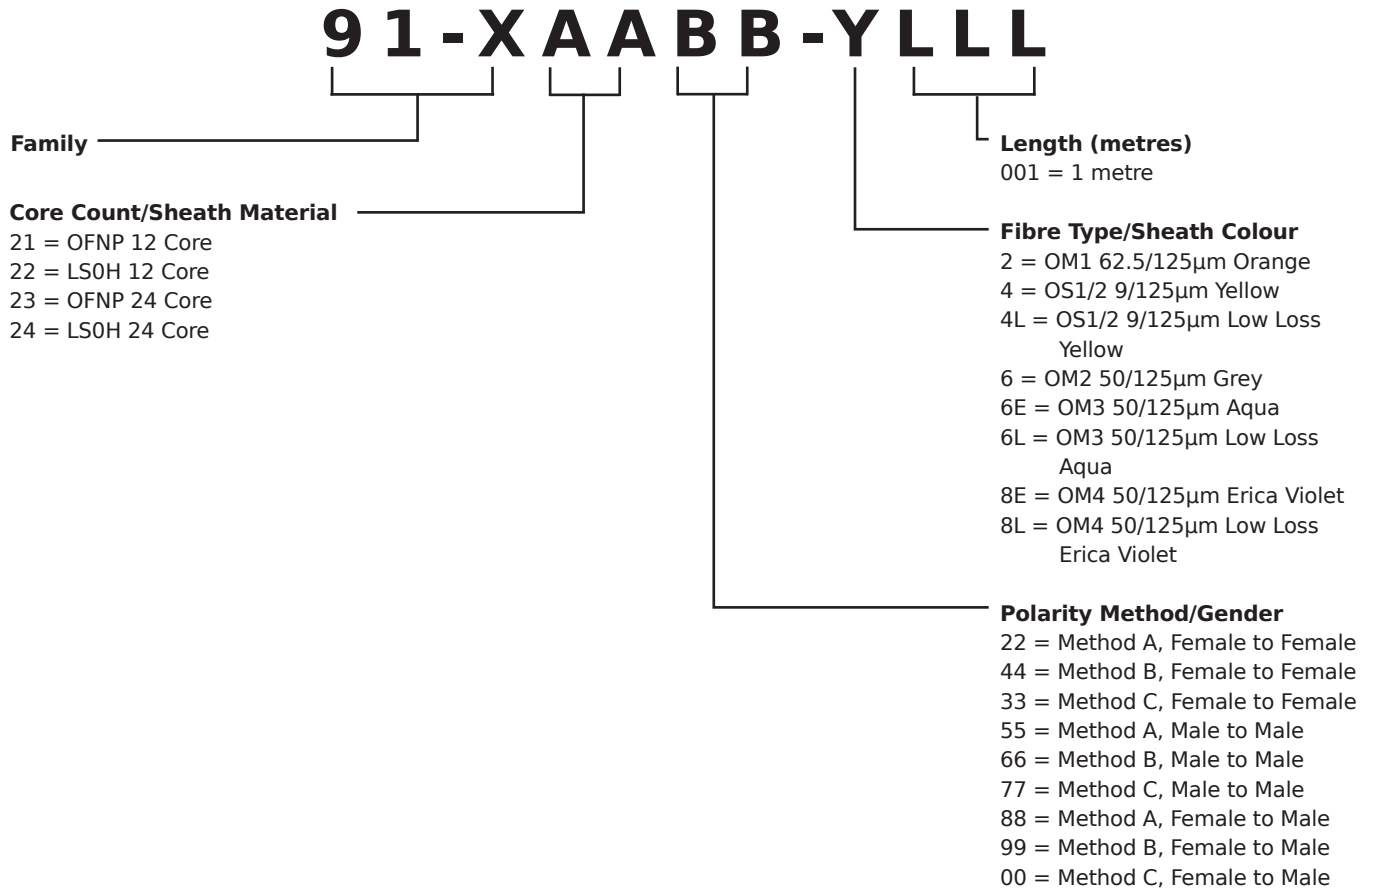 91-XAABB-YLLL
Family
Core Count/Sheath Material
21 = OFNP 12 Core
22 = LS0H 12 Core
23 = OFNP 24 Core
24 = LS0H 24 Core
Length (metres)
001 = 1 metre
Fibre Type/Sheath Colour
2 = OM1 62.5/125µm Orange
4 = OS1/2 9/125µm Yellow
4L = OS1/2 9/125µm Low Loss
Yellow
6 = OM2 50/125µm Grey
6E = OM3 50/125µm Aqua
6L = OM3 50/125µm Low Loss
Aqua
8E = OM4 50/125µm Erica Violet
8L = OM4 50/125µm Low Loss
Erica Violet
Polarity Method/Gender
22 = Method A, Female to Female
44 = Method B, Female to Female
33 = Method C, Female to Female
55 = Method A, Male to Male
66 = Method B, Male to Male
77 = Method C, Male to Male
88 = Method A, Female to Male
99 = Method B, Female to Male
00 = Method C, Female to Male